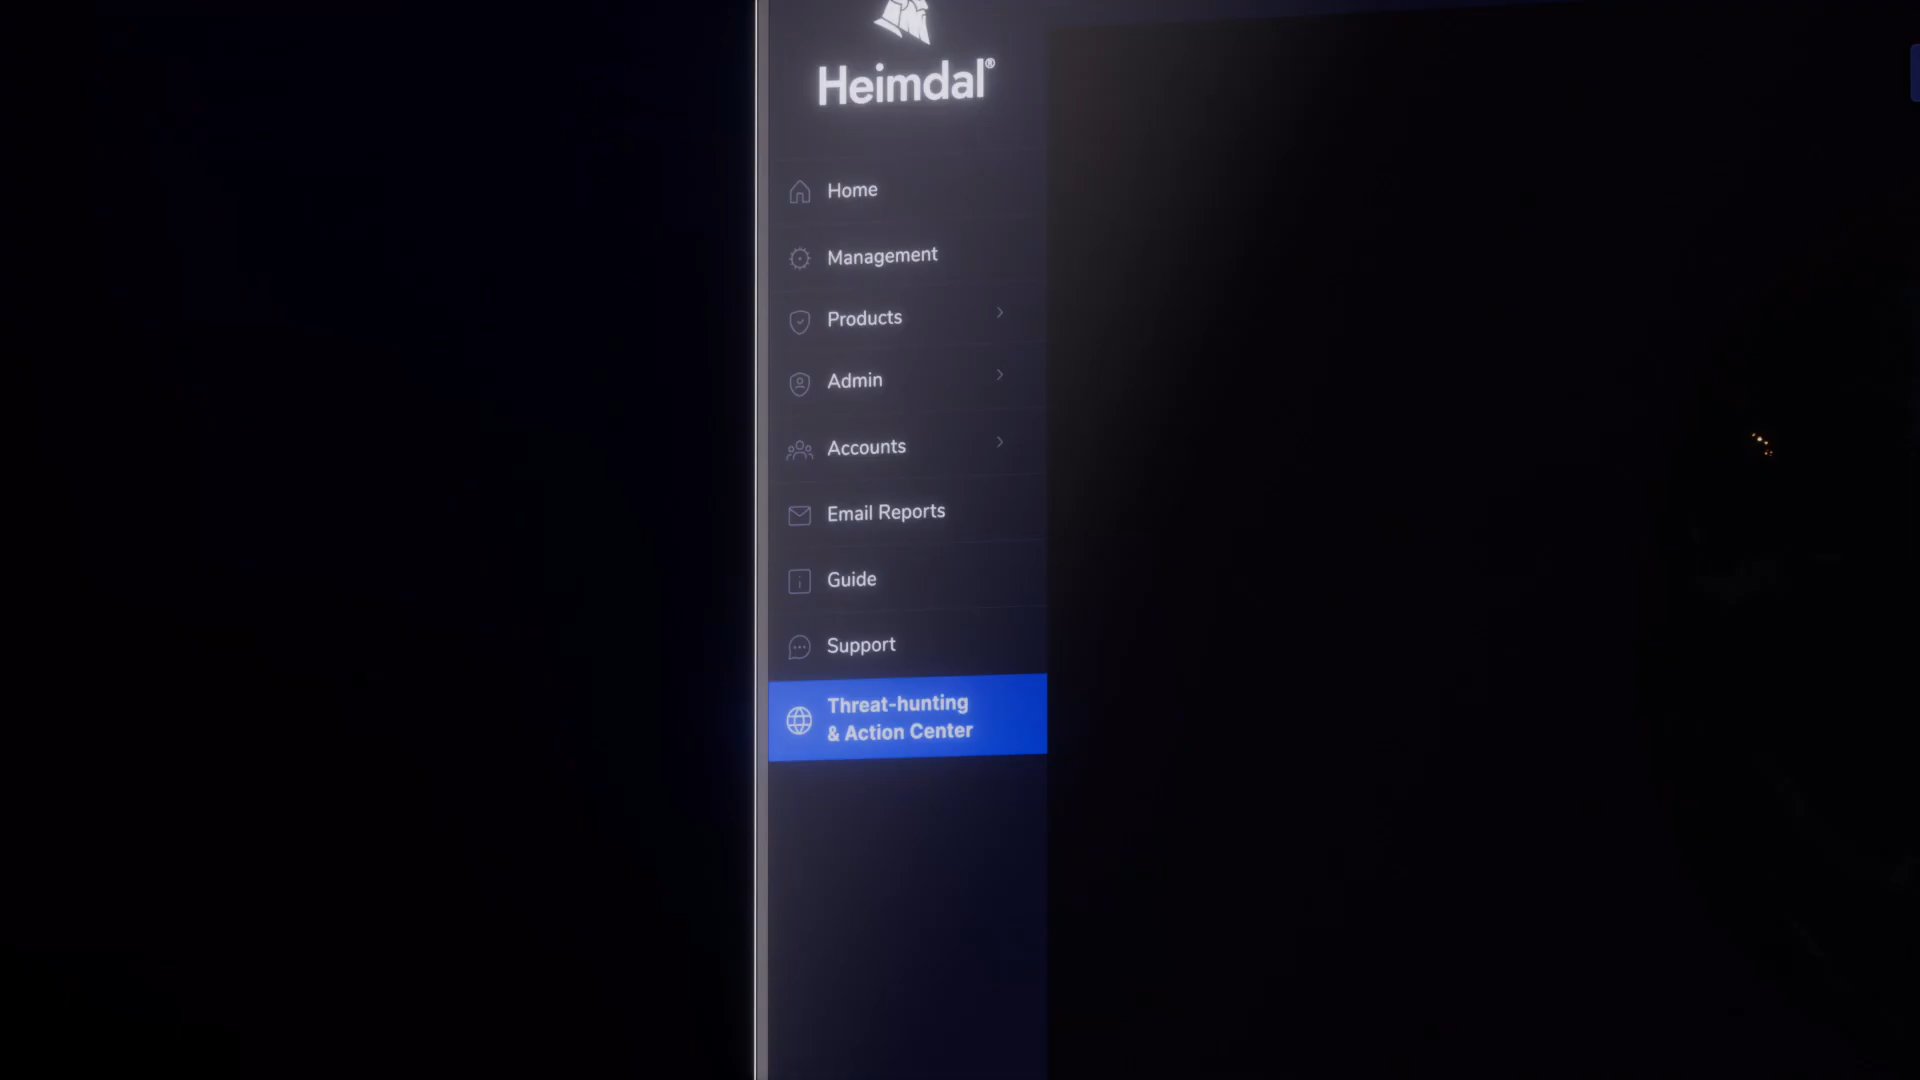 Heimdal®
Home
Management
Products
Admin
Accounts
Email Reports
Guide
Support
Threat-hunting
& Action Center